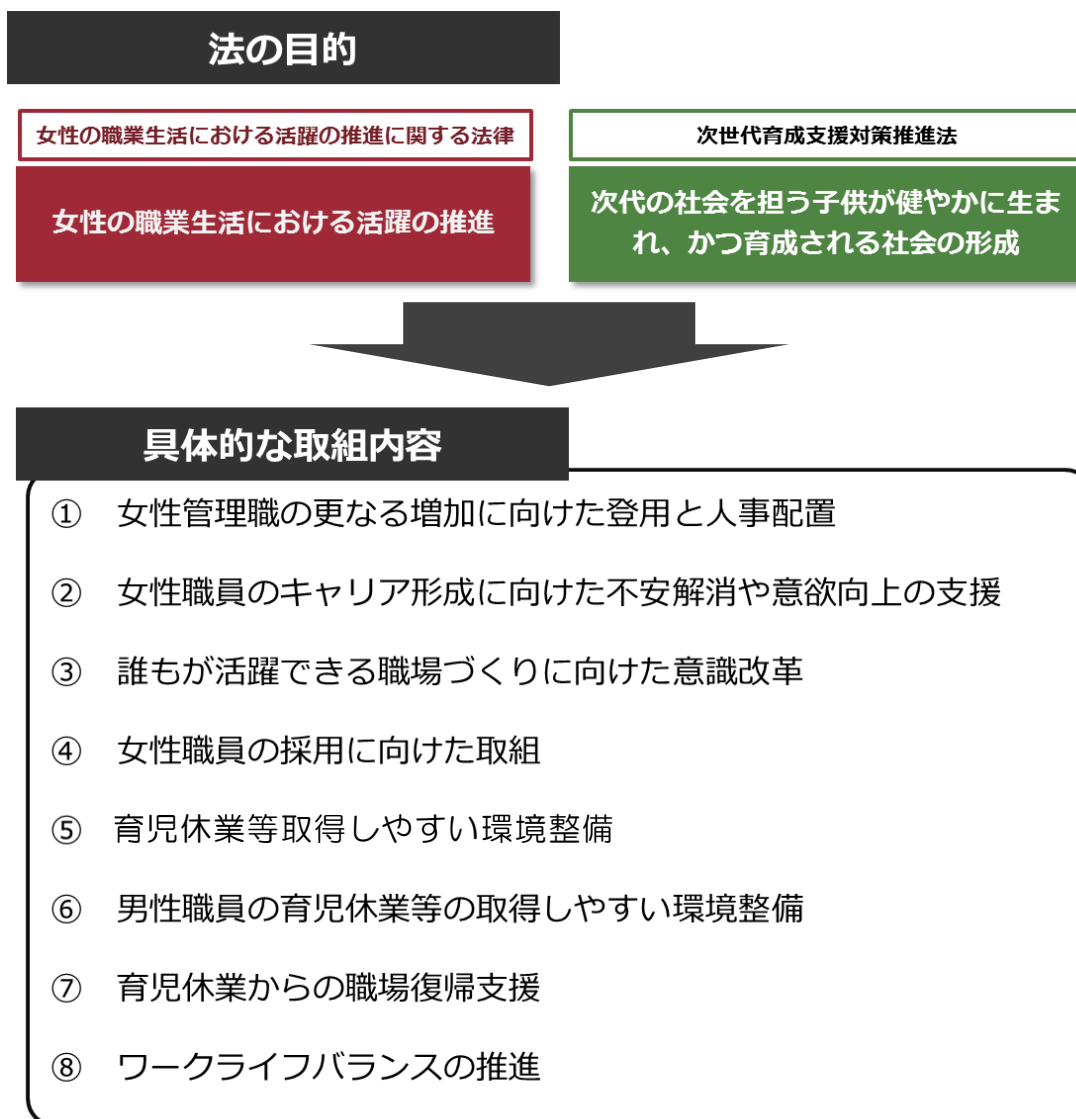 法の目的
女性の職業生活における活躍の推進に関する法律
次世代育成支援対策推進法
女性の職業生活における活躍の推進
次代の社会を担う子供が健やかに生ま
れ、かつ育成される社会の形成
具体的な取組内容
① 女性管理職の更なる増加に向けた登用と人事配置
② 女性職員のキャリア形成に向けた不安解消や意欲向上の支援
③ 誰もが活躍できる職場づくりに向けた意識改革
④ 女性職員の採用に向けた取組
⑤ 育児休業等取得しやすい環境整備
⑥ 男性職員の育児休業等の取得しやすい環境整備
⑦ 育児休業からの職場復帰支援
⑧ ワークライフバランスの推進